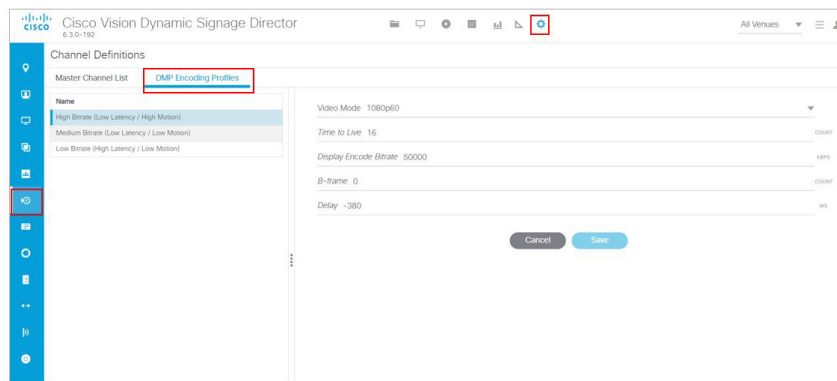 CISCO
Cisco Vision Dynamic Signage Director
6.3.0-192
All Venues
Channel Definitions
Master Channel List
DMP Encoding Profiles
Name
High Bitrate (Low Latency / High Motion)
Medium Bitrate (Low Latency / Low Motion)
Low Bitrate (High Latency / Low Motion)
Video Mode 1080p60
Time to Live 16 COUNT
Display Encode Bitrate 50000 KBPS
B-frame 0 COUNT
Delay -380 MS
Cancel Save